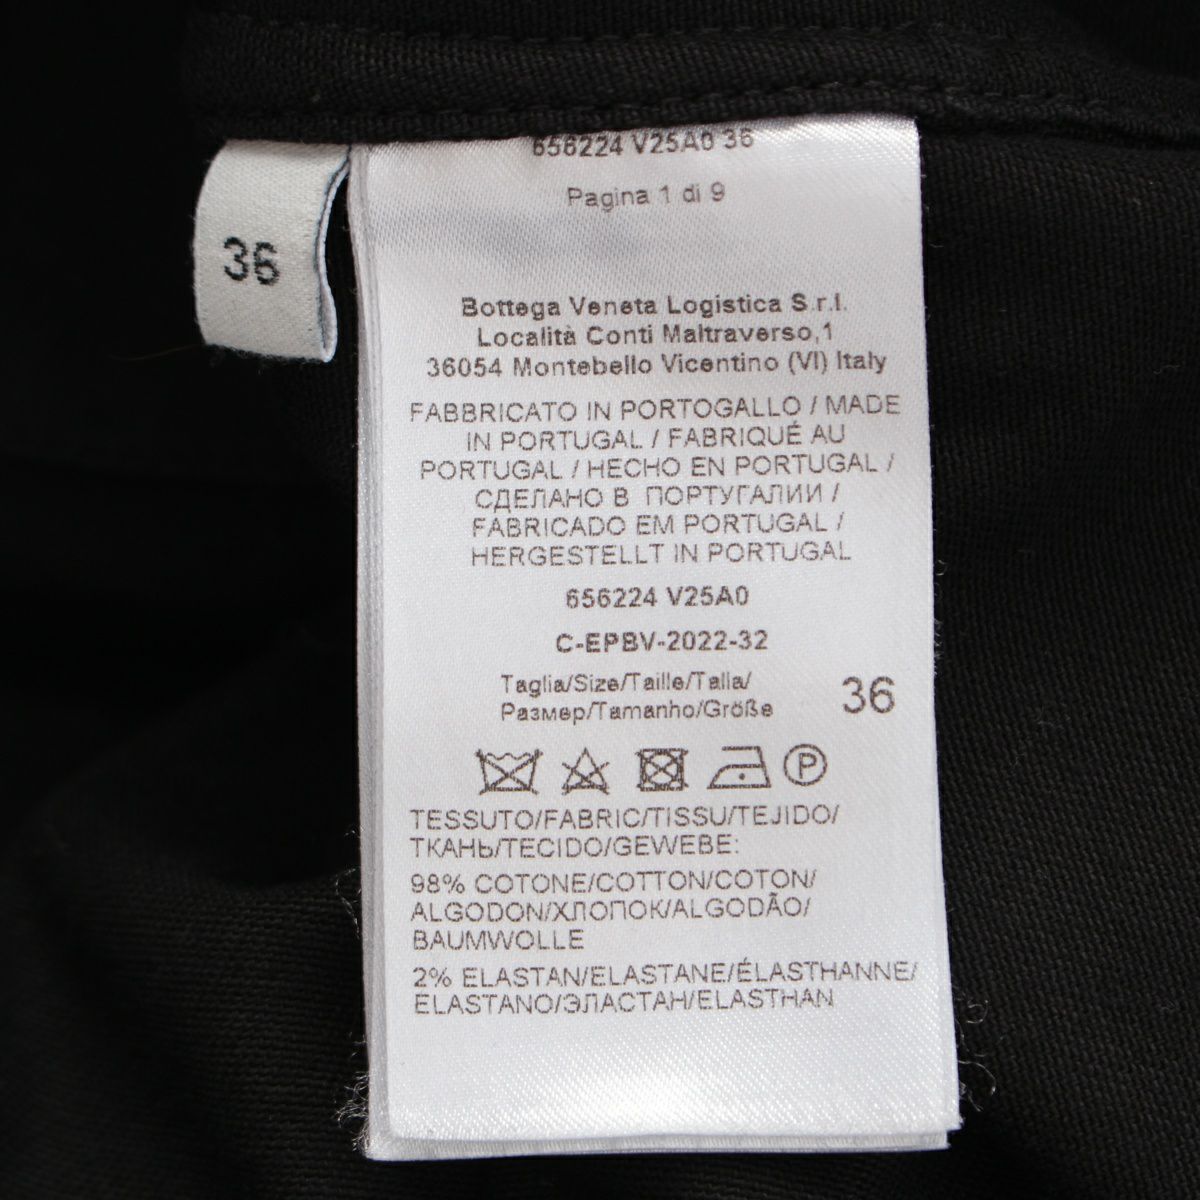 656224 V25A0 36
Pagina 1 di 9
36
Bottega Veneta Logistica S.r.l.
Località Conti Maltraverso,1
36054 Montebello Vicentino (VI) Italy
FABBRICATO IN PORTOGALLO / MADE
IN PORTUGAL / FABRIQUÉ AU
PORTUGAL / HECHO EN PORTUGAL /
СДЕЛАНО В ПОРТУГАЛИИ /
FABRICADO EM PORTUGAL /
HERGESTELLT IN PORTUGAL
656224 V25A0
C-EPBV-2022-32
Taglia/Size/Taille/Talla/
Размер/Tamanho/Größe
36
P
TESSUTO/FABRIC/TISSU/TEJIDO/
ТКАНЬ/TECIDO/GEWEBE:
98% COTONE/COTTON/COTON/
ALGODON/ХЛОПОК/ALGODÃO/
BAUMWOLLE
2% ELASTAN/ELASTANE/ÉLASTHANNE/
ELASTANO/ЭЛАСТАН/ELASTHAN